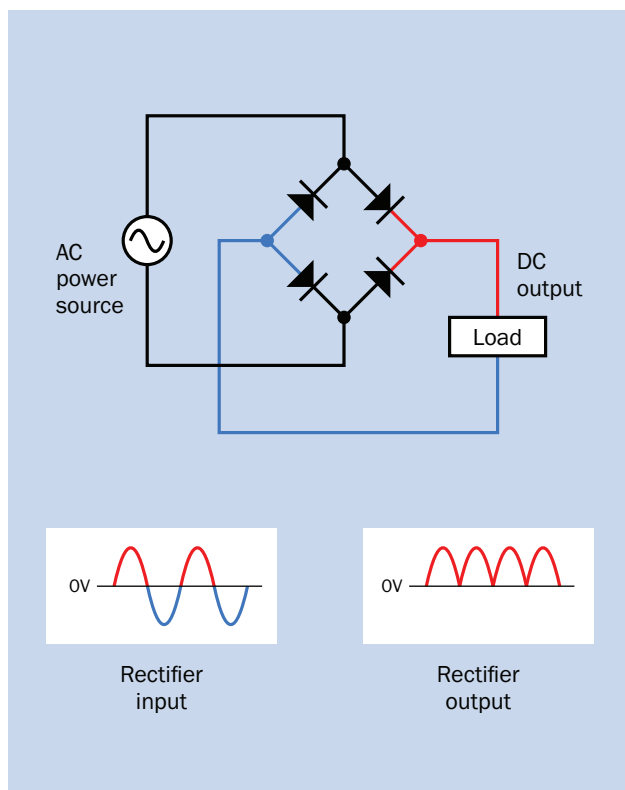 AC
power
source
DC
output
Load
0V
0V
Rectifier
input
Rectifier
output